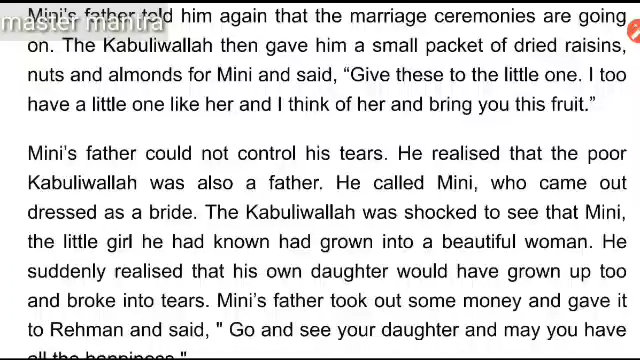 Mini's father told him again that the marriage ceremonies are going
master mantra
on. The Kabuliwallah then gave him a small packet of dried raisins,
nuts and almonds for Mini and said, “Give these to the little one. I too
have a little one like her and I think of her and bring you this fruit.”
Mini’s father could not control his tears. He realised that the poor
Kabuliwallah was also a father. He called Mini, who came out
dressed as a bride. The Kabuliwallah was shocked to see that Mini,
the little girl he had known had grown into a beautiful woman. He
suddenly realised that his own daughter would have grown up too
and broke into tears. Mini’s father took out some money and gave it
to Rehman and said, " Go and see your daughter and may you have
all the happiness."